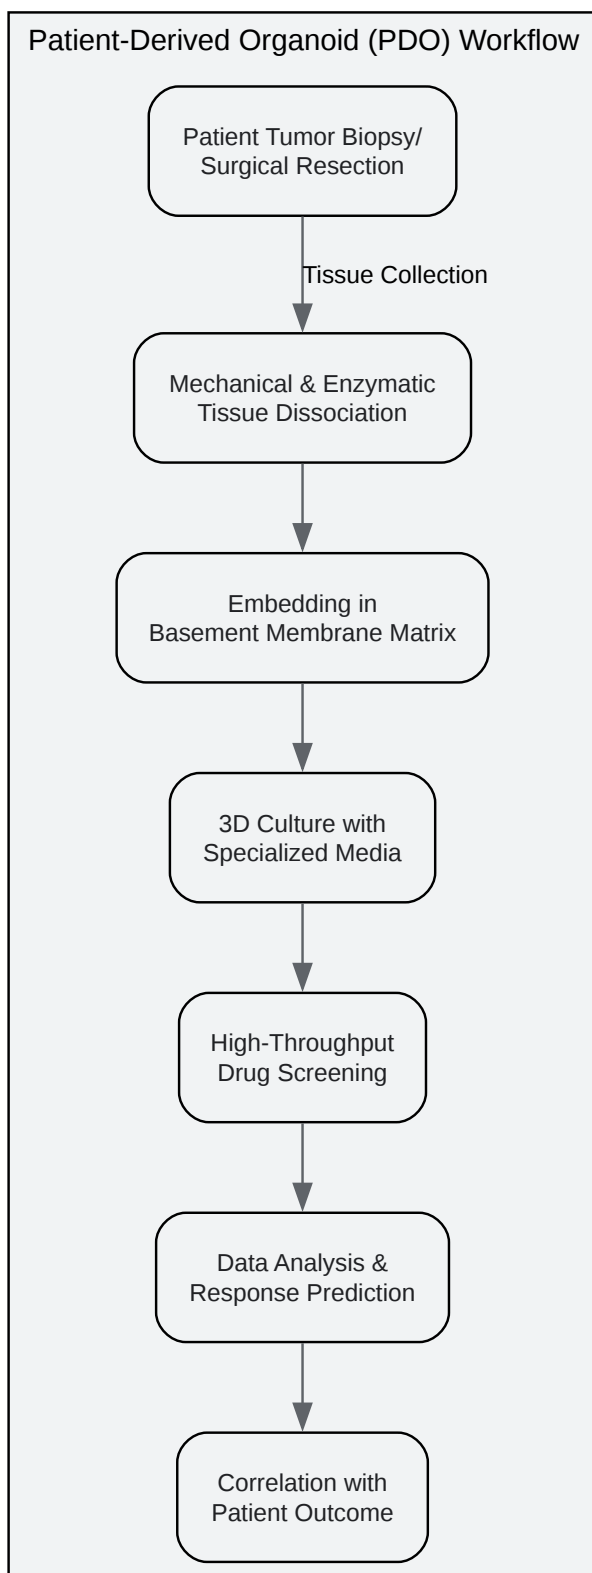 Patient-Derived Organoid (PDO) Workflow
Patient Tumor Biopsy/
Surgical Resection
Tissue Collection
Mechanical & Enzymatic
Tissue Dissociation
Embedding in
Basement Membrane Matrix
3D Culture with
Specialized Media
High-Throughput
Drug Screening
Data Analysis &
Response Prediction
Correlation with
Patient Outcome